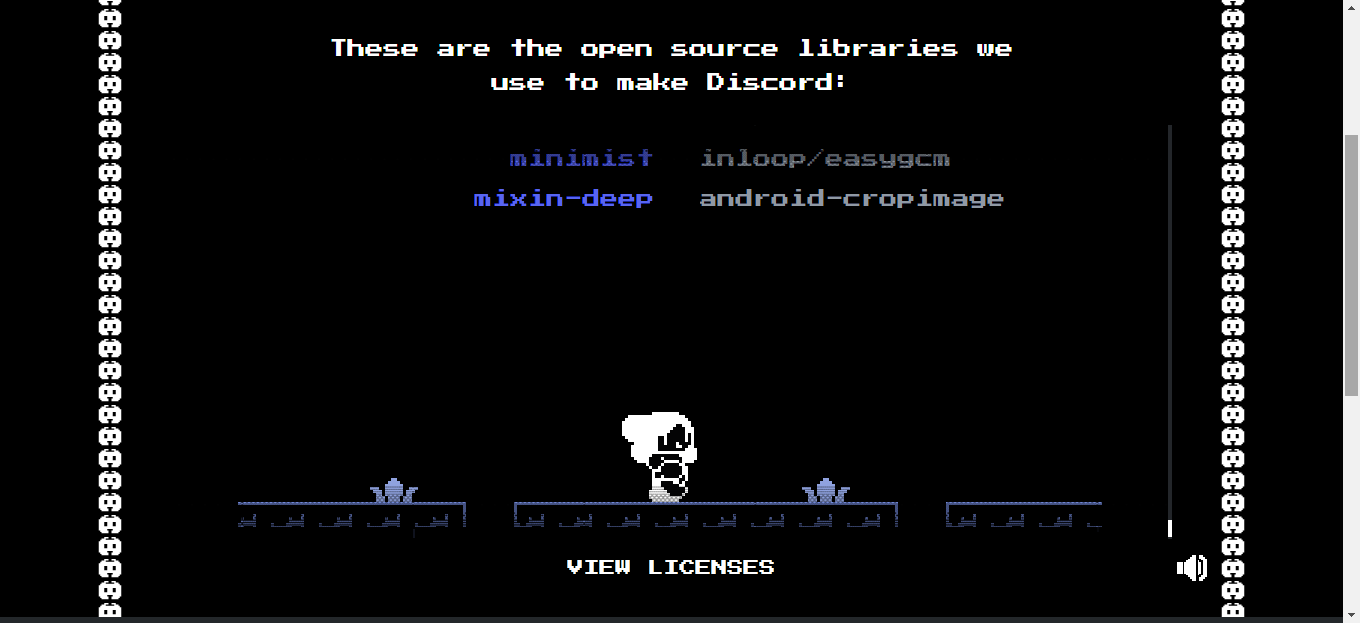 These are the open source libraries we
use to make Discord:
minimist inloop/easygcm
mixin-deep android-cropimage
VIEW LICENSES